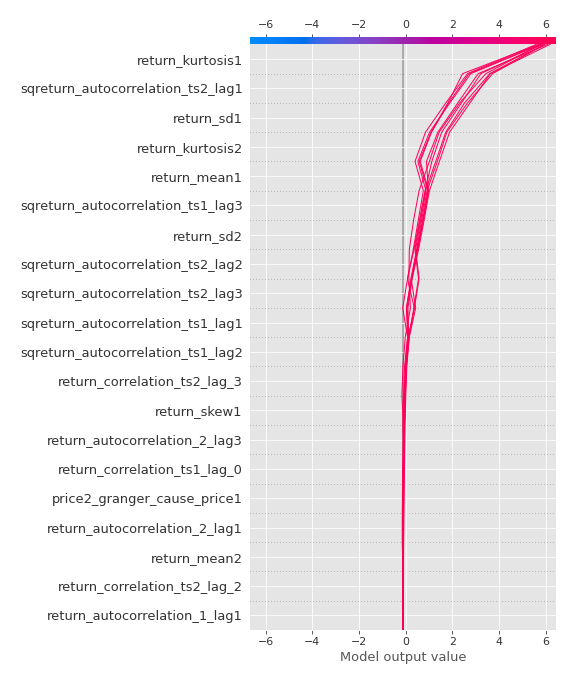 −6 −4 −2 0 2 4 6
return_kurtosis1
sqreturn_autocorrelation_ts2_lag1
return_sd1
return_kurtosis2
return_mean1
sqreturn_autocorrelation_ts1_lag3
return_sd2
sqreturn_autocorrelation_ts2_lag2
sqreturn_autocorrelation_ts2_lag3
sqreturn_autocorrelation_ts1_lag1
sqreturn_autocorrelation_ts1_lag2
return_correlation_ts2_lag_3
return_skew1
return_autocorrelation_2_lag3
return_correlation_ts1_lag_0
price2_granger_cause_price1
return_autocorrelation_2_lag1
return_mean2
return_correlation_ts2_lag_2
return_autocorrelation_1_lag1
−6 −4 −2 0 2 4 6
Model output value